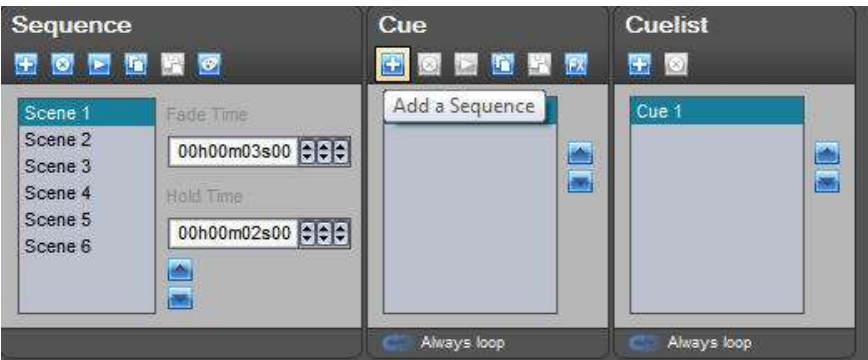 Sequence
Scene 1
Scene 2
Scene 3
Scene 4
Scene 5
Scene 6
Fade Time
00h00m03s00
Hold Time
00h00m02s00
Cue
FX
Add a Sequence
Always loop
Cuelist
Cue 1
Always loop